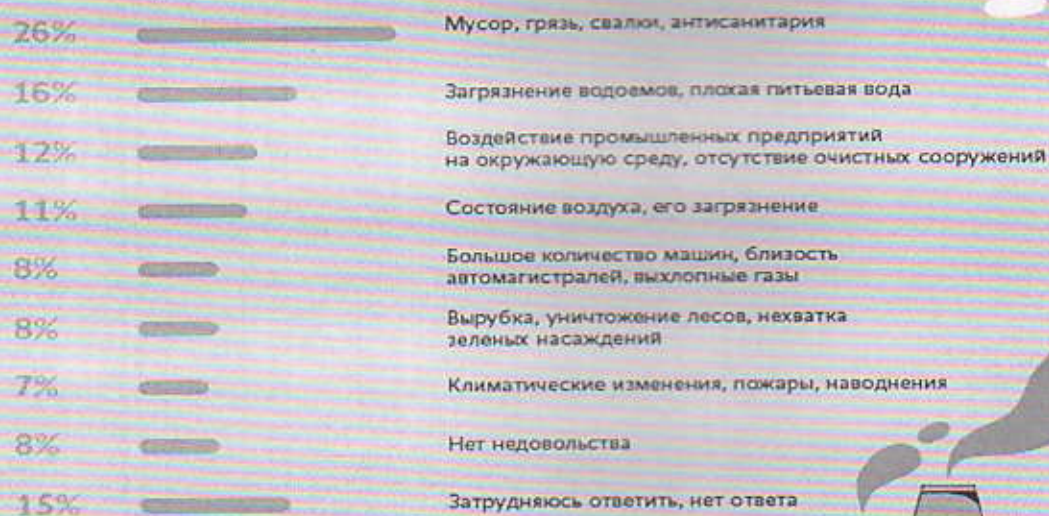 26% Мусор, грязь, свалки, антисанитария
16% Загрязнение водоемов, плохая питьевая вода
12% Воздействие промышленных предприятий
на окружающую среду, отсутствие очистных сооружений
11% Состояние воздуха, его загрязнение
8% Большое количество машин, близость
автомагистралей, выхлопные газы
8% Вырубка, уничтожение лесов, нехватка
зеленых насаждений
7% Климатические изменения, пожары, наводнения
8% Нет недовольства
15% Затрудняюсь ответить, нет ответа